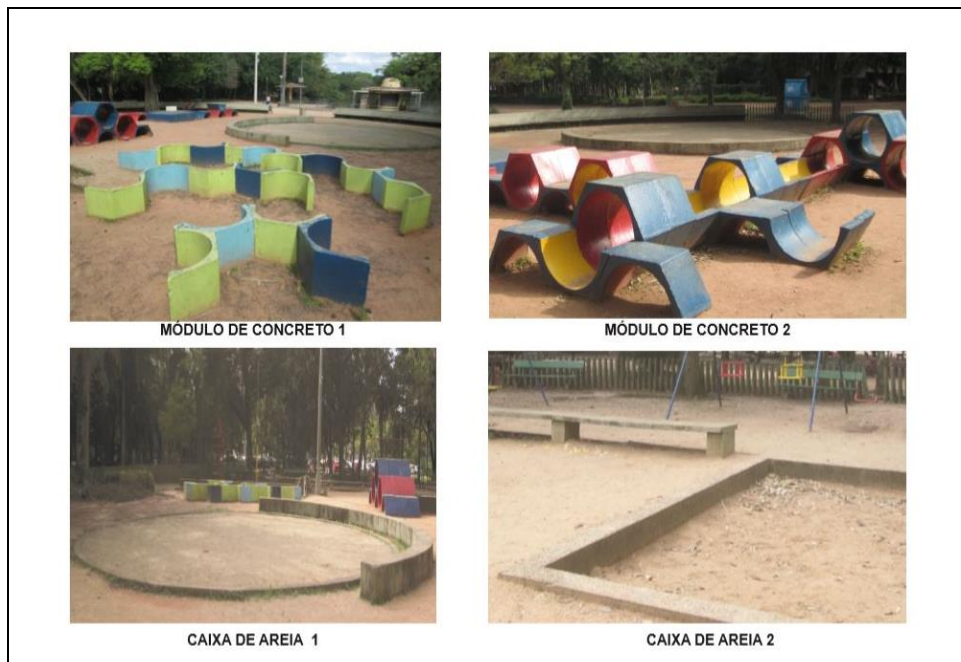 MÓDULO DE CONCRETO 1
MÓDULO DE CONCRETO 2
CAIXA DE AREIA 1
CAIXA DE AREIA 2